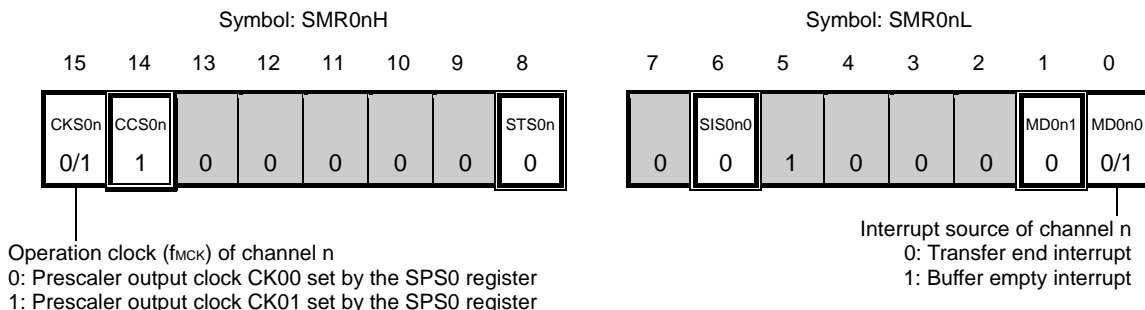 Symbol: SMR0nH
Symbol: SMR0nL
15 14 13 12 11 10 9 8
7 6 5 4 3 2 1 0
CKS0n CCS0n STS0n
0/1 1 0 0 0 0 0 0
SIS0n0 MD0n1 MD0n0
0 0 1 0 0 0 0 0/1
Operation clock (fMCK) of channel n
0: Prescaler output clock CK00 set by the SPS0 register
1: Prescaler output clock CK01 set by the SPS0 register
Interrupt source of channel n
0: Transfer end interrupt
1: Buffer empty interrupt